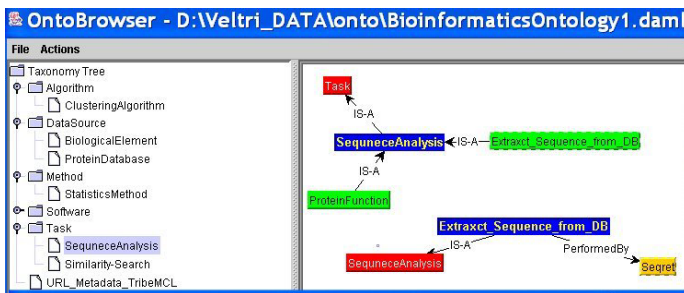 OntoBrowser - D:\Veltri_DATA\onto\BioinformaticsOntology1.daml
File Actions
Taxonomy Tree
Algorithm
ClusteringAlgorithm
DataSource
BiologicalElement
ProteinDatabase
Method
StatisticsMethod
Software
Task
SequneceAnalysis
Similarity-Search
URL_Metadata_TribeMCL
Task
IS-A
SequneceAnalysis IS-A Extraxct_Sequence_from_DB
IS-A
ProteinFunction
Extraxct_Sequence_from_DB
IS-A PerformedBy
SequneceAnalysis Seqret